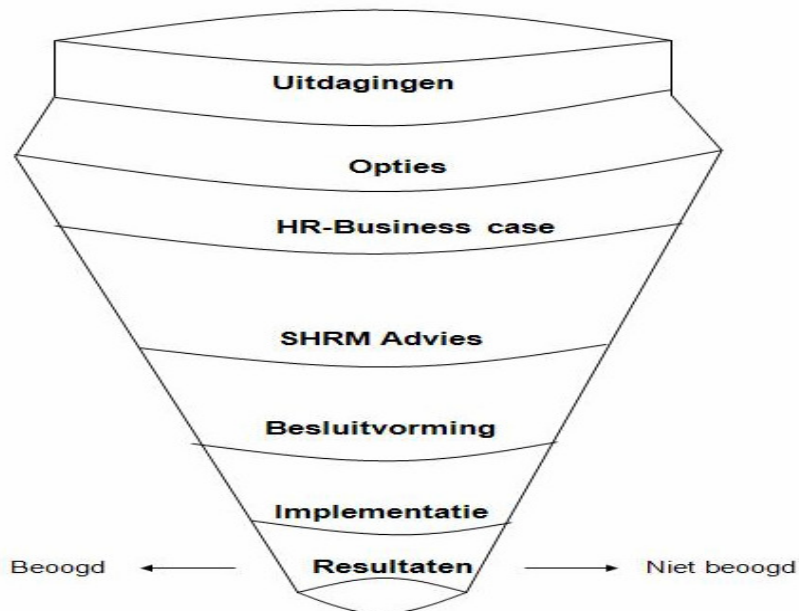 Uitdagingen
Opties
HR-Business case
SHRM Advies
Besluitvorming
Implementatie
Beoogd Resultaten Niet beoogd